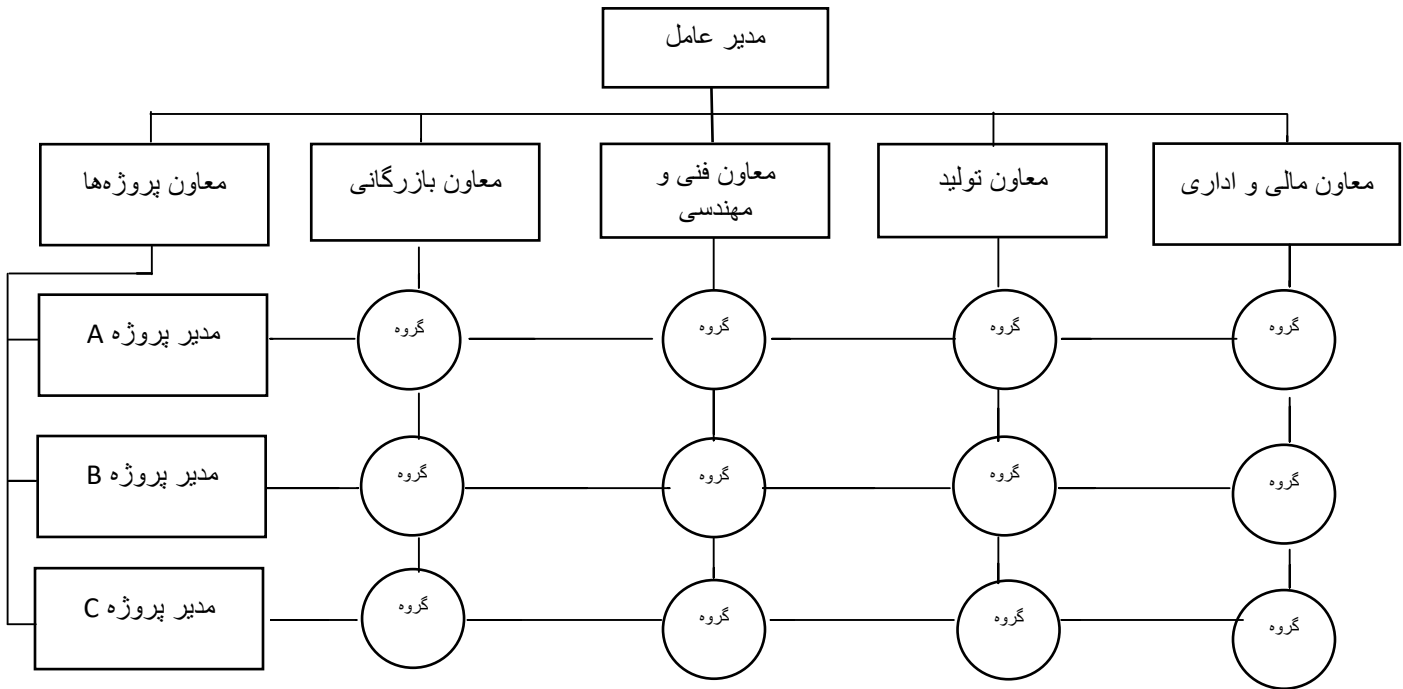 مدیر عامل
معاون مالی و اداری
معاون تولید
معاون فنی و
مهندسی
معاون بازرگانی
معاون پروژه‌ها
مدیر پروژه A
گروه
گروه
گروه
گروه
مدیر پروژه B
گروه
گروه
گروه
گروه
مدیر پروژه C
گروه
گروه
گروه
گروه